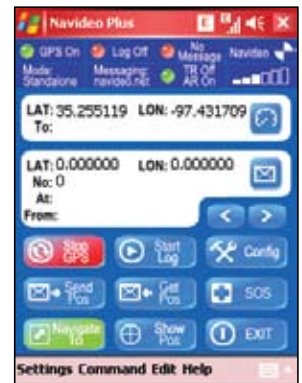 Navideo Plus
GPS On Log Off No Message Navideo
Mode: Standalone Messaging: navideo.net TR Off AR On
LAT: 35.255119 LON: -97.431709
To:
LAT: 0.000000 LON: 0.000000
No: 0
At:
From:
< >
Stop GPS Start Log Config
Send Pos Get Pos SOS
Navigate To Show Pos EXIT
Settings Command Edit Help